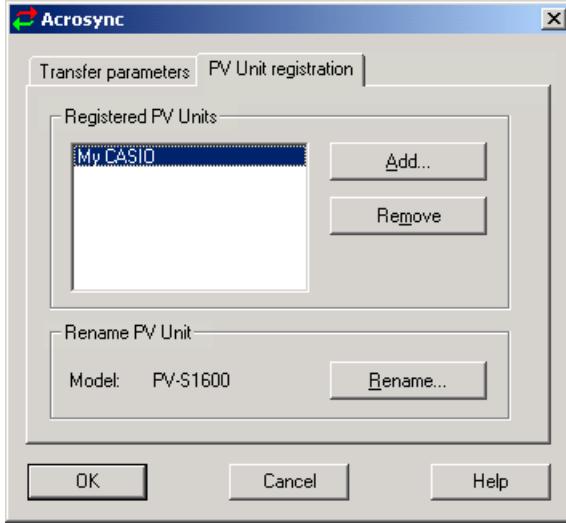 Acrosync
Transfer parameters PV Unit registration
Registered PV Units
My CASIO
Add...
Remove
Rename PV Unit
Model: PV-S1600 Rename...
OK Cancel Help